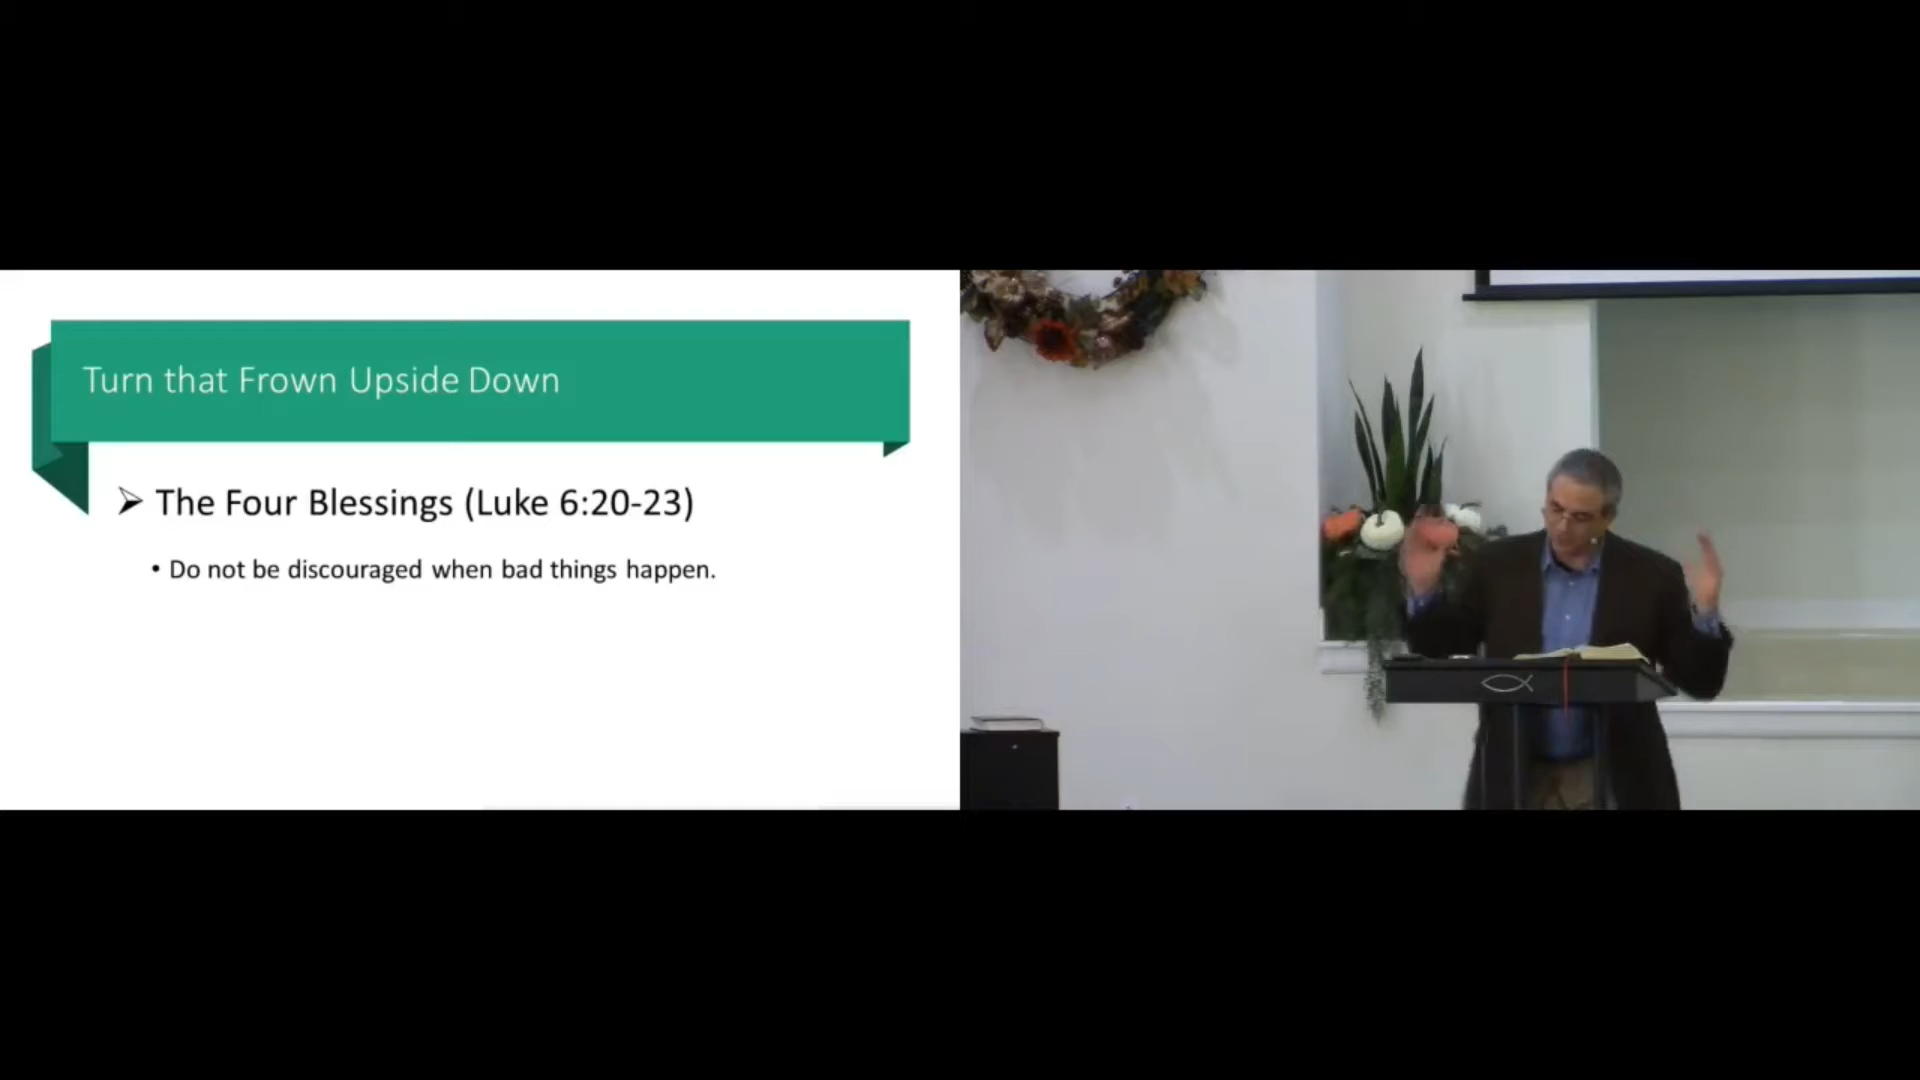 Turn that Frown Upside Down
The Four Blessings (Luke 6:20-23)
Do not be discouraged when bad things happen.